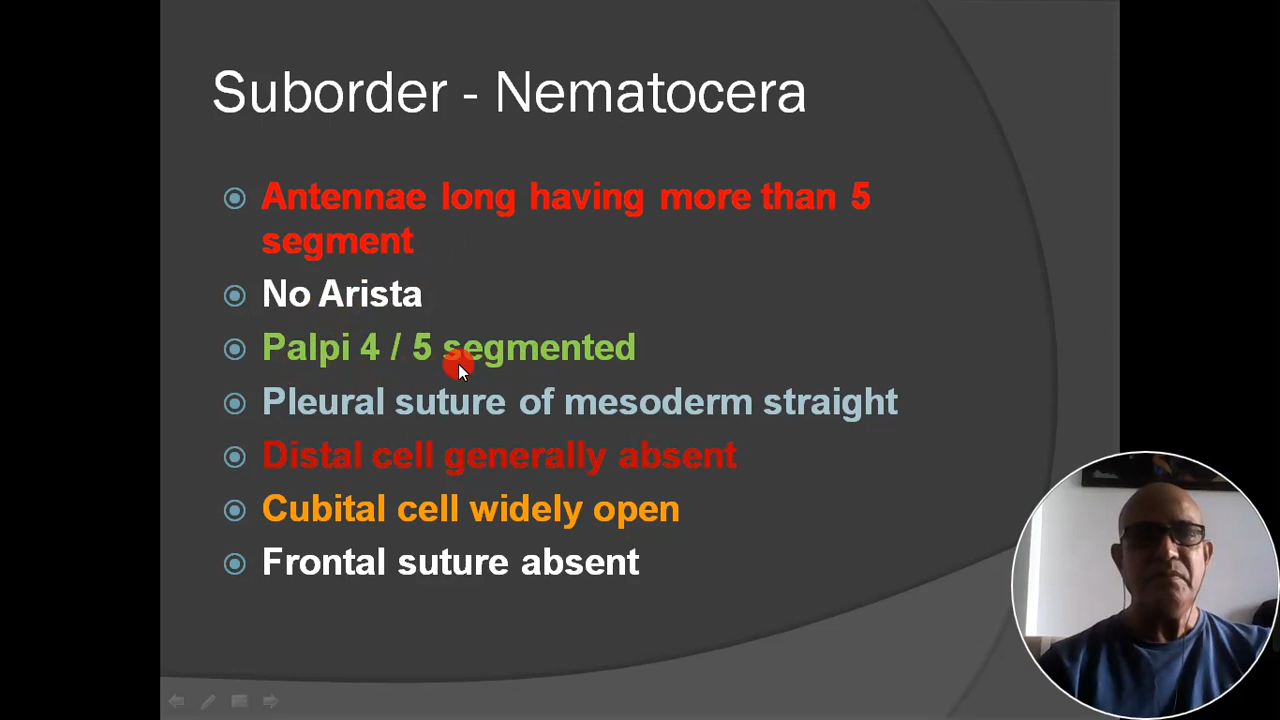 Suborder - Nematocera
Antennae long having more than 5
segment
No Arista
Palpi 4 / 5 segmented
Pleural suture of mesoderm straight
Distal cell generally absent
Cubital cell widely open
Frontal suture absent